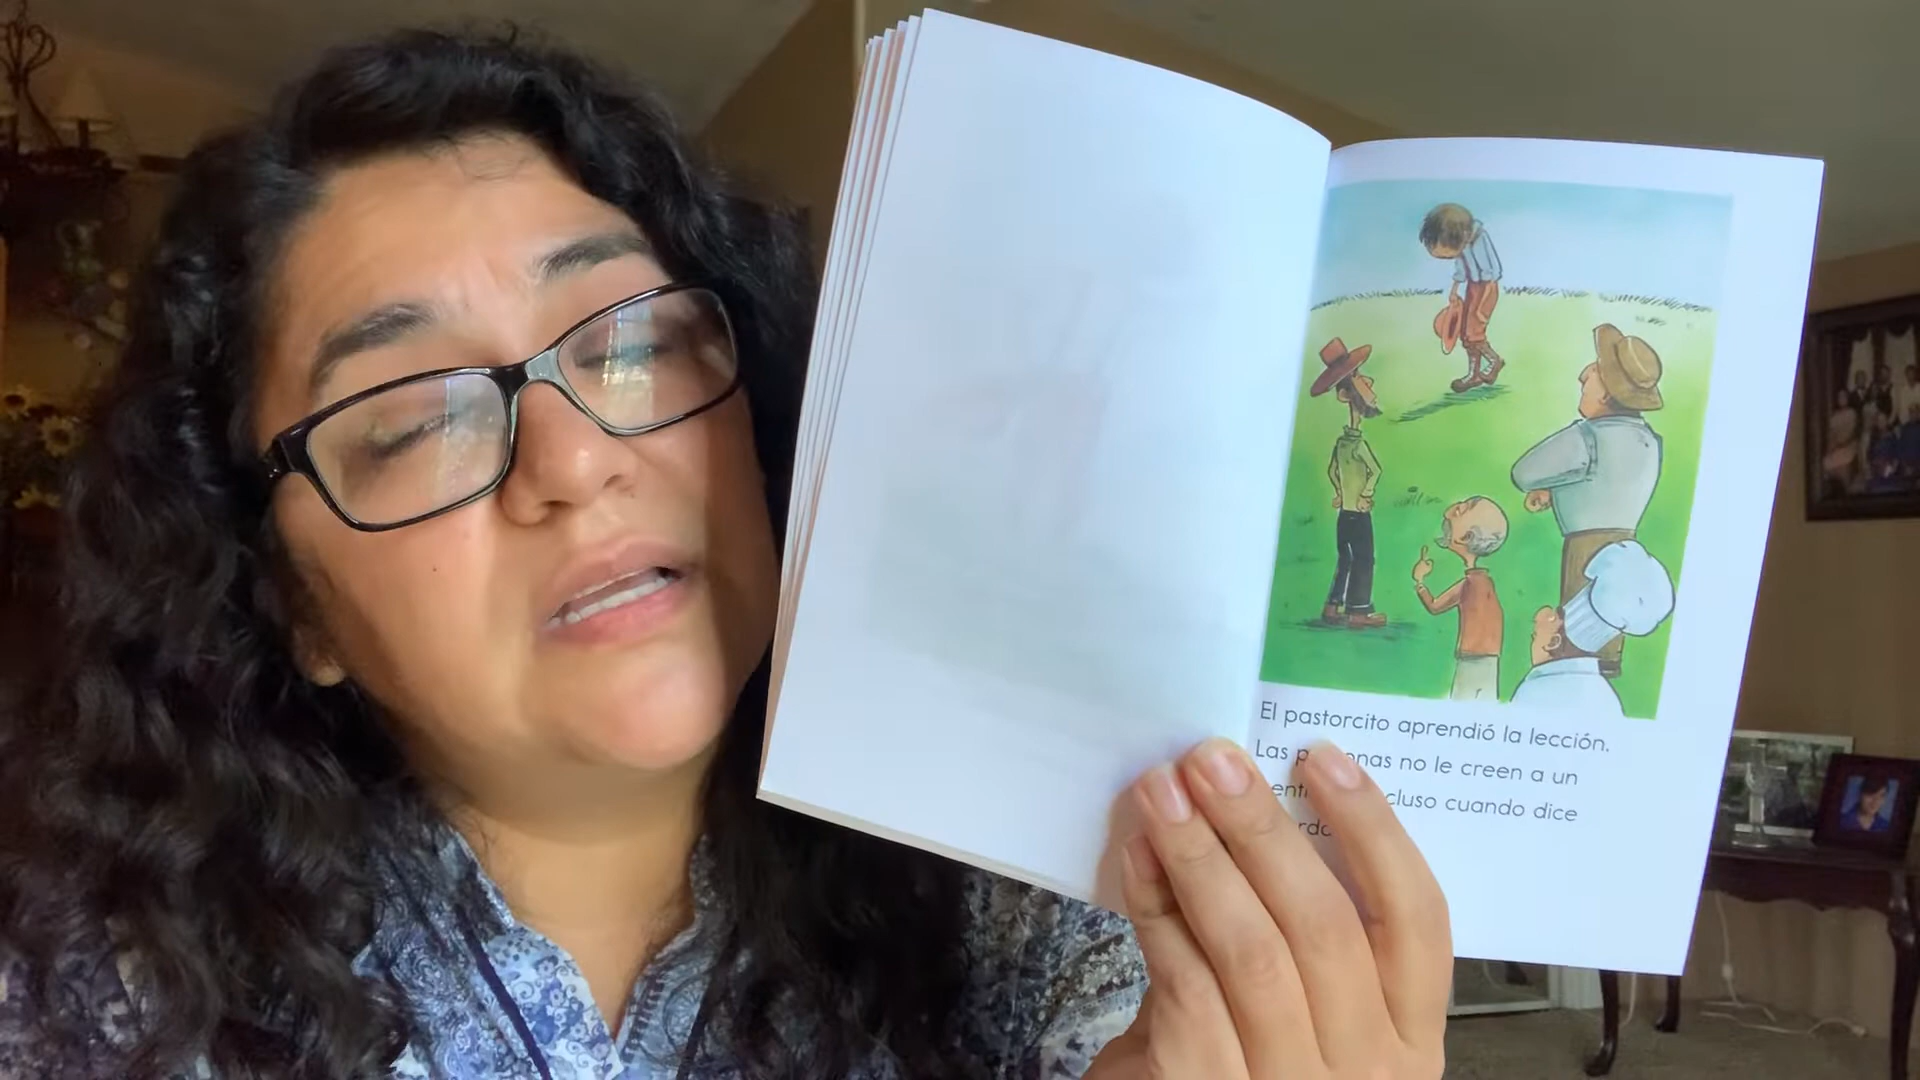 El pastorcito aprendió la lección.
Las no le creen a un
cuando dice